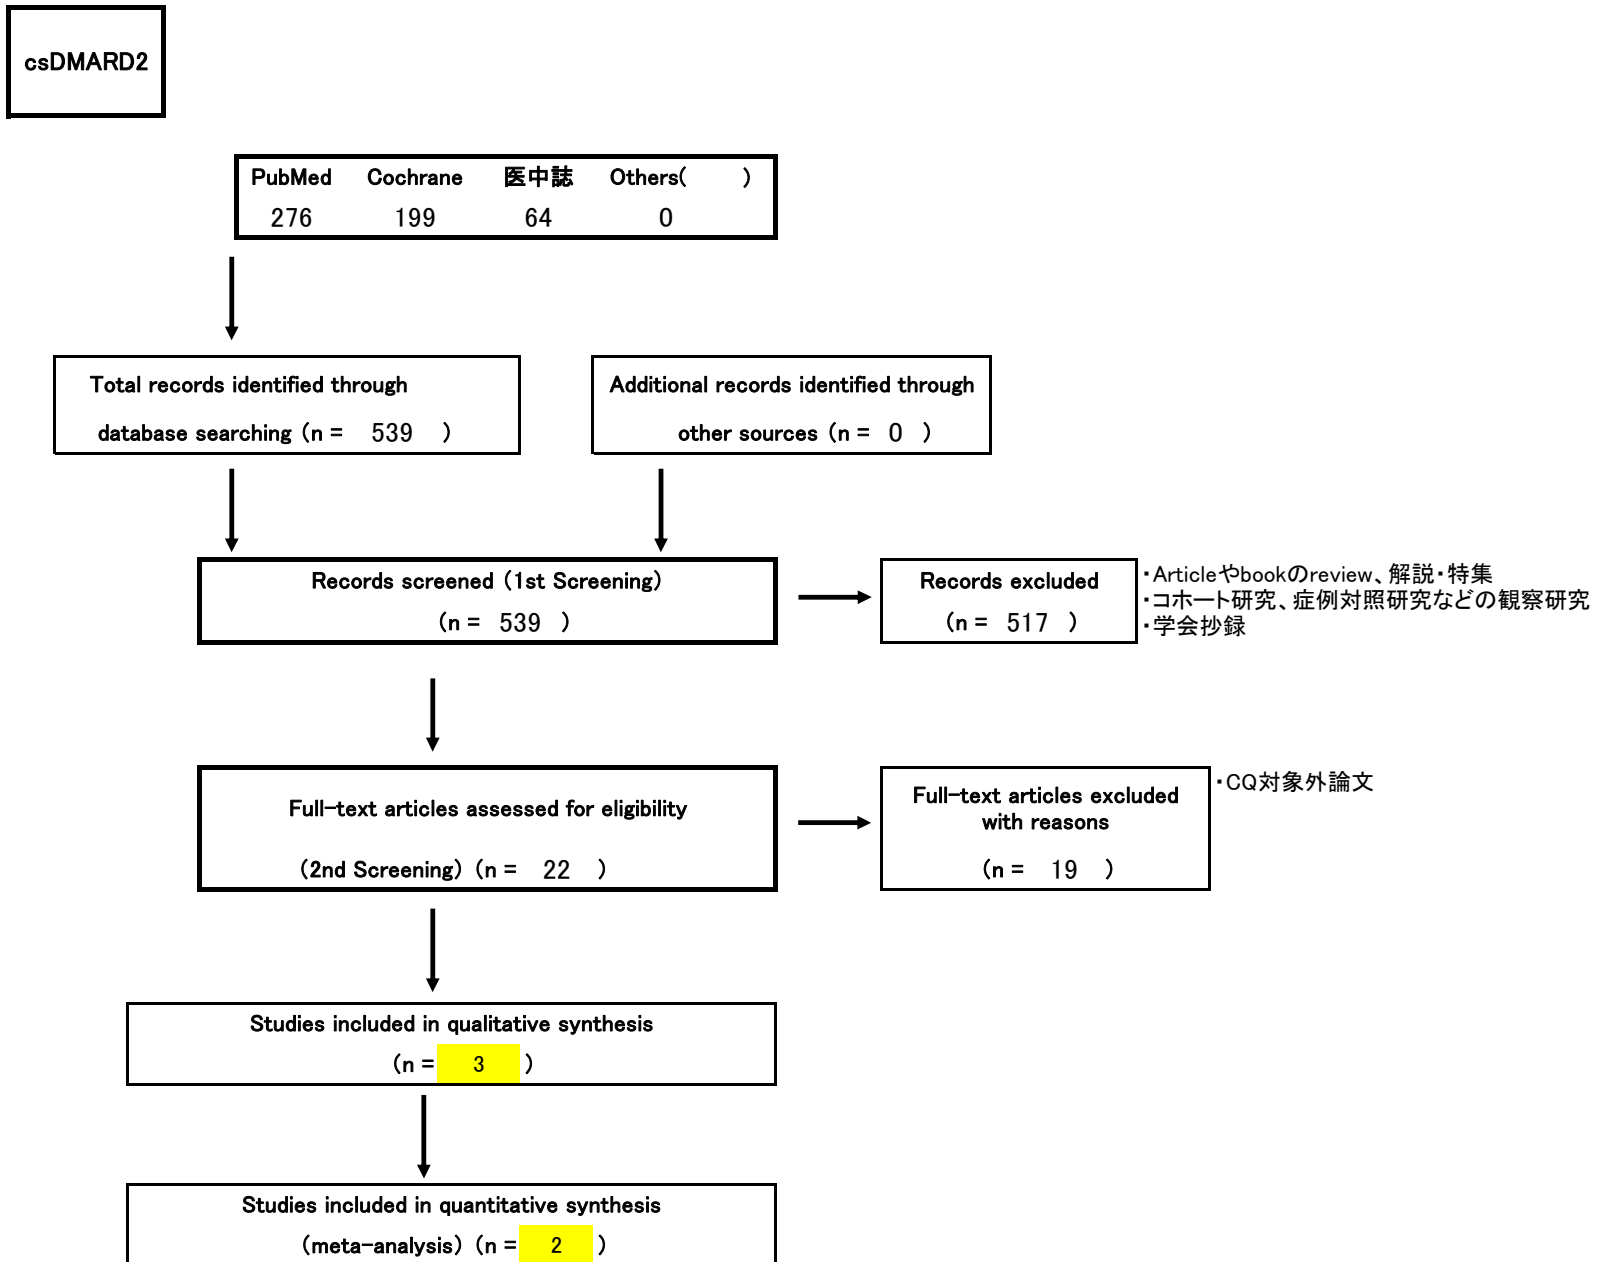 csDMARD2
PubMed Cochrane 医中誌 Others( )
276 199 64 0
Total records identified through
database searching (n = 539 )
Additional records identified through
other sources (n = 0 )
Records screened (1st Screening)
(n = 539 )
Records excluded
(n = 517 )
・Articleやbookのreview、解説・特集
・コホート研究、症例対照研究などの観察研究
・学会抄録
Full-text articles assessed for eligibility
(2nd Screening) (n = 22 )
Full-text articles excluded
with reasons
(n = 19 )
・CQ対象外論文
Studies included in qualitative synthesis
(n = 3 )
Studies included in quantitative synthesis
(meta-analysis) (n = 2 )